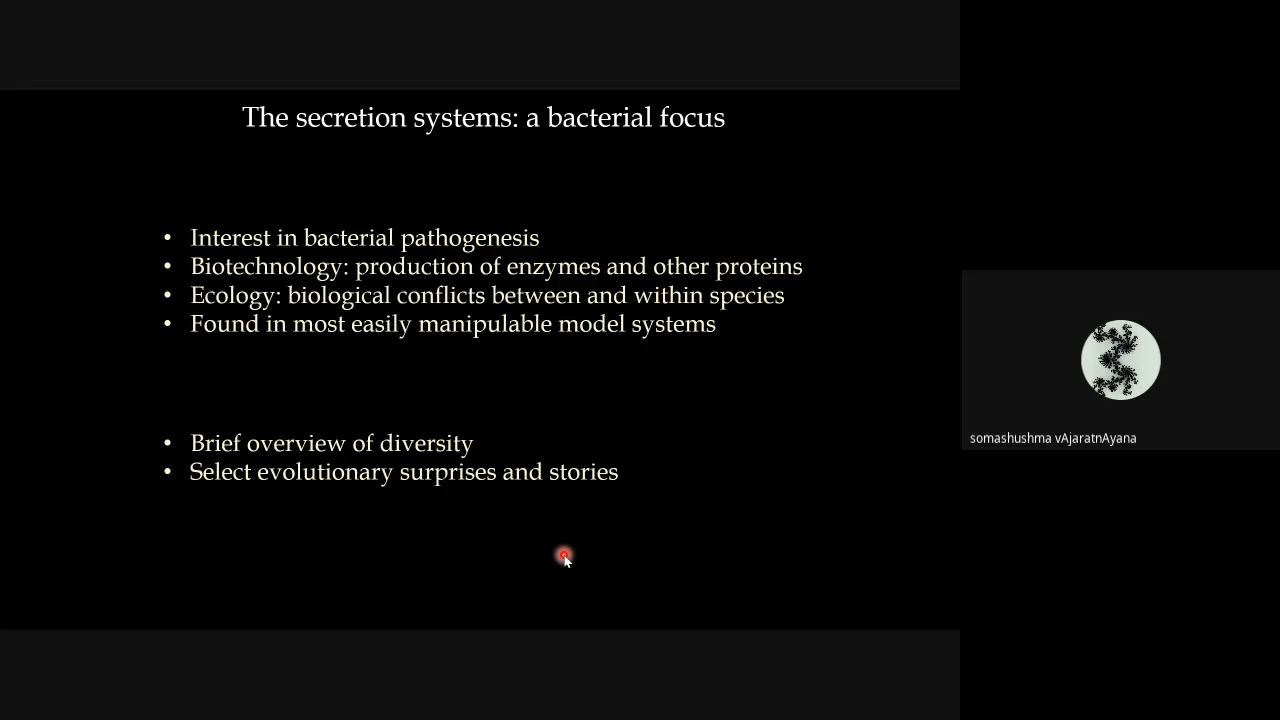 The secretion systems: a bacterial focus
• Interest in bacterial pathogenesis
• Biotechnology: production of enzymes and other proteins
• Ecology: biological conflicts between and within species
• Found in most easily manipulable model systems
• Brief overview of diversity
• Select evolutionary surprises and stories
somashushma vAjaratnAyana